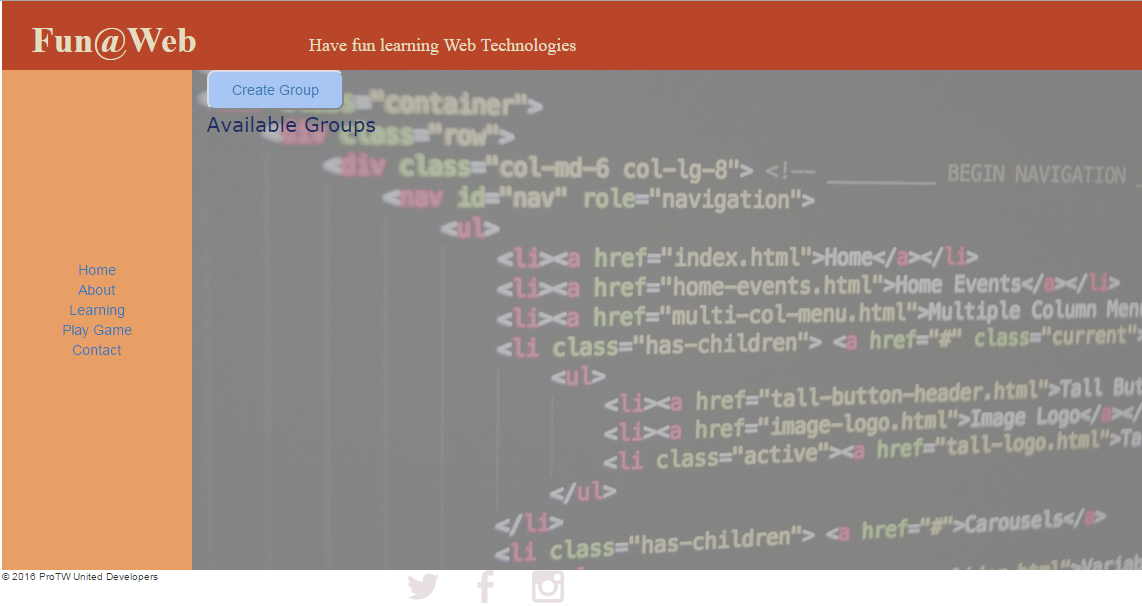 Fun@Web
Have fun learning Web Technologies
Create Group
="container">
Available Groups
<div class="row">
<div class="col-md-6 col-lg-8"> <!-- BEGIN NAVIGATION
<nav id="nav" role="navigation">
<ul>
<li><a href="index.html">Home</a></li>
<li><a href="home-events.html">Home Events</a></li>
<li><a href="multi-col-menu.html">Multiple Column Men
<li class="has-children"> <a href="#" class="current"
<ul>
<li><a href="tall-button-header.html">Tall But
<li><a href="image-logo.html">Image Logo</a></
<li class="active"><a href="tall-logo.html">Ta
</ul>
</li>
<li class="has-children"> <a href="#">Carousels</a>
Home
About
Learning
Play Game
Contact
© 2016 ProTW United Developers